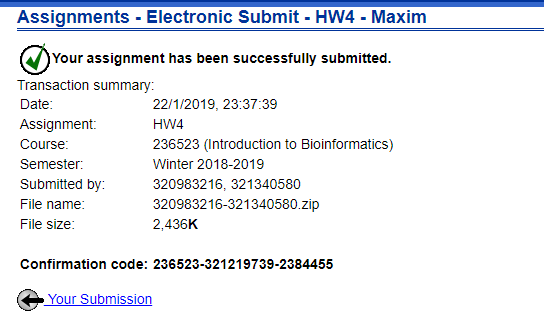 Assignments - Electronic Submit - HW4 - Maxim
Your assignment has been successfully submitted.
Transaction summary:
Date: 22/1/2019, 23:37:39
Assignment: HW4
Course: 236523 (Introduction to Bioinformatics)
Semester: Winter 2018-2019
Submitted by: 320983216, 321340580
File name: 320983216-321340580.zip
File size: 2,436K
Confirmation code: 236523-321219739-2384455
Your Submission